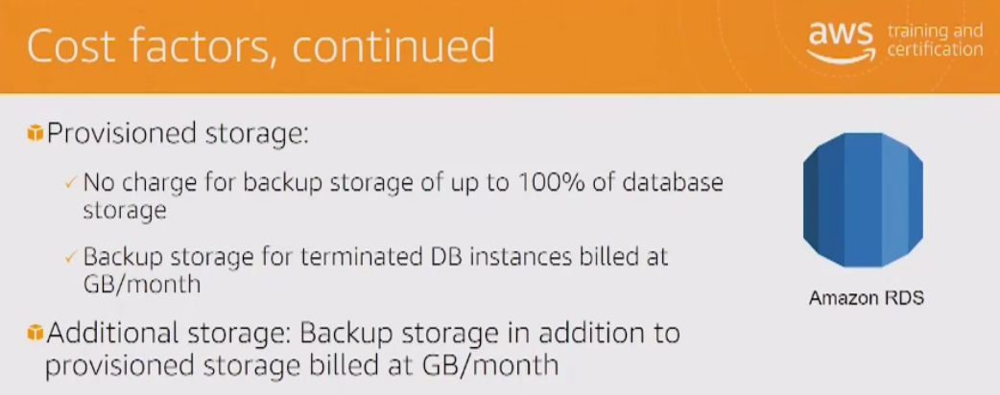 Cost factors, continued
aws training and
certification
Provisioned storage:
No charge for backup storage of up to 100% of database
storage
Backup storage for terminated DB instances billed at
GB/month
Amazon RDS
Additional storage: Backup storage in addition to
provisioned storage billed at GB/month